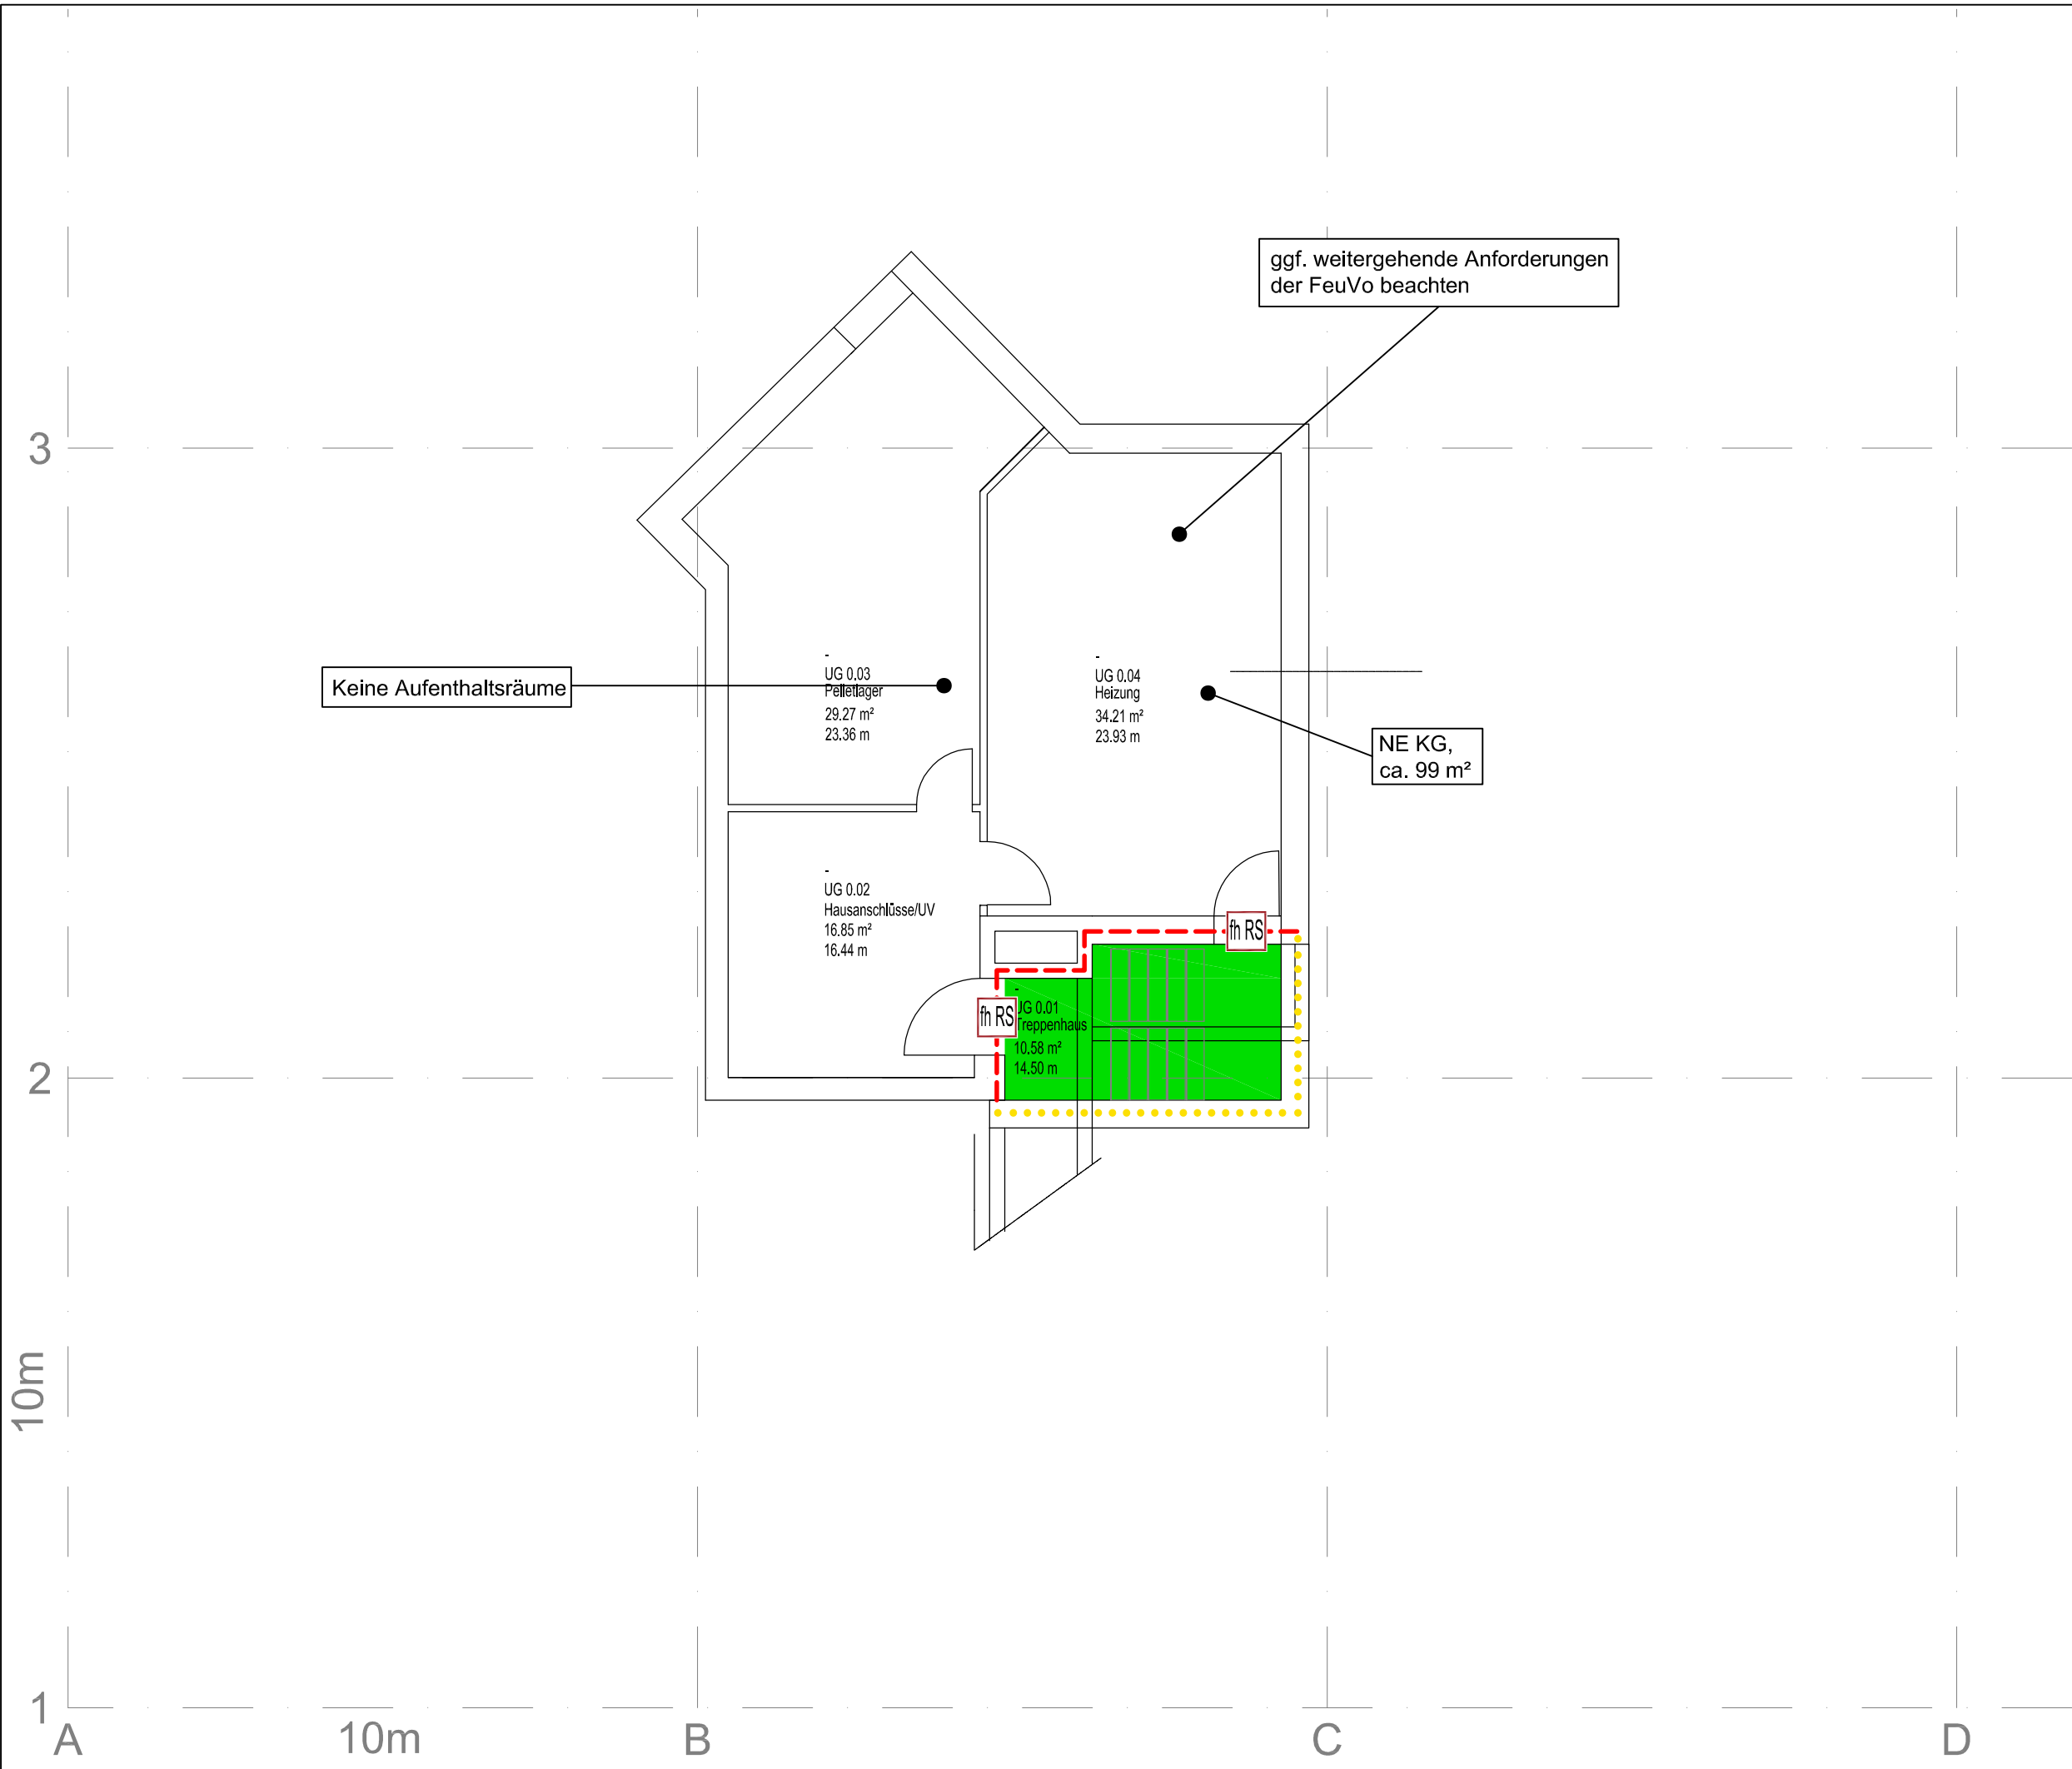 ggf. weitergehende Anforderungen
der FeuVo beachten
3
-
UG 0.03
Pelletlager
29.27 m²
23.36 m
-
UG 0.04
Heizung
34.21 m²
23.93 m
Keine Aufenthaltsräume
NE KG,
ca. 99 m²
-
UG 0.02
Hausanschlüsse/UV
16.85 m²
16.44 m
fh RS
fh RS
-
UG 0.01
Treppenhaus
10.58 m²
14.50 m
2
10m
1
A
10m
B
C
D